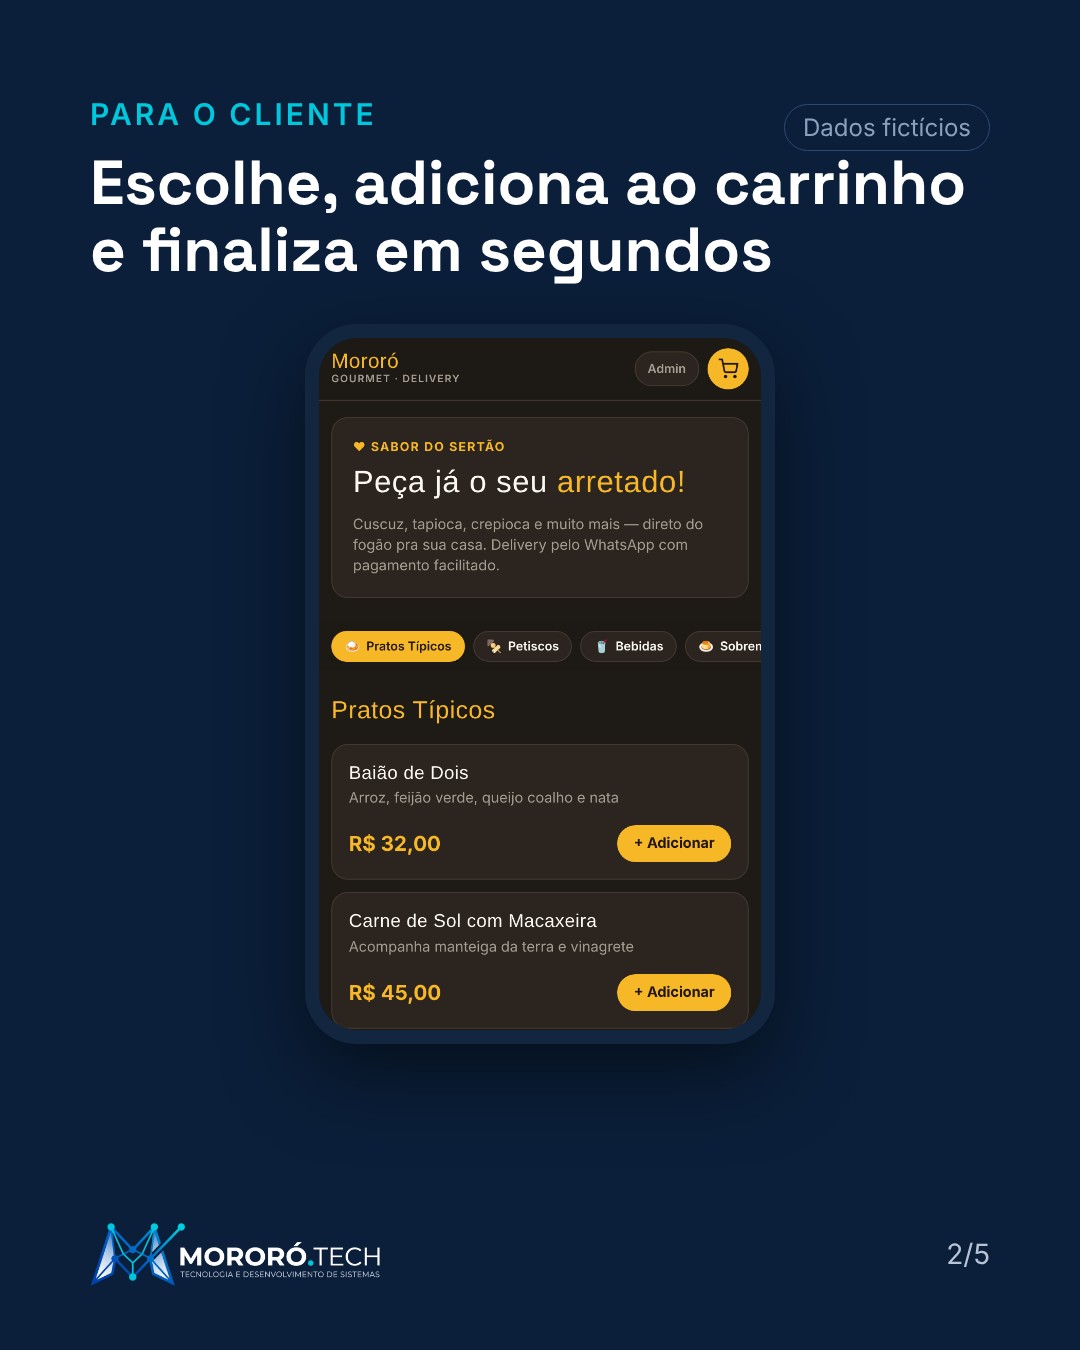 PARA O CLIENTE
Dados fictícios
Escolhe, adiciona ao carrinho
e finaliza em segundos
Mororó
GOURMET · DELIVERY
Admin
SABOR DO SERTÃO
Peça já o seu arretado!
Cuscuz, tapioca, crepioca e muito mais — direto do
fogão pra sua casa. Delivery pelo WhatsApp com
pagamento facilitado.
Pratos Típicos
Petiscos
Bebidas
Sobrem
Pratos Típicos
Baião de Dois
Arroz, feijão verde, queijo coalho e nata
R$ 32,00
+ Adicionar
Carne de Sol com Macaxeira
Acompanha manteiga da terra e vinagrete
R$ 45,00
+ Adicionar
MORORÓ.TECH
TECNOLOGIA E DESENVOLVIMENTO DE SISTEMAS
2/5